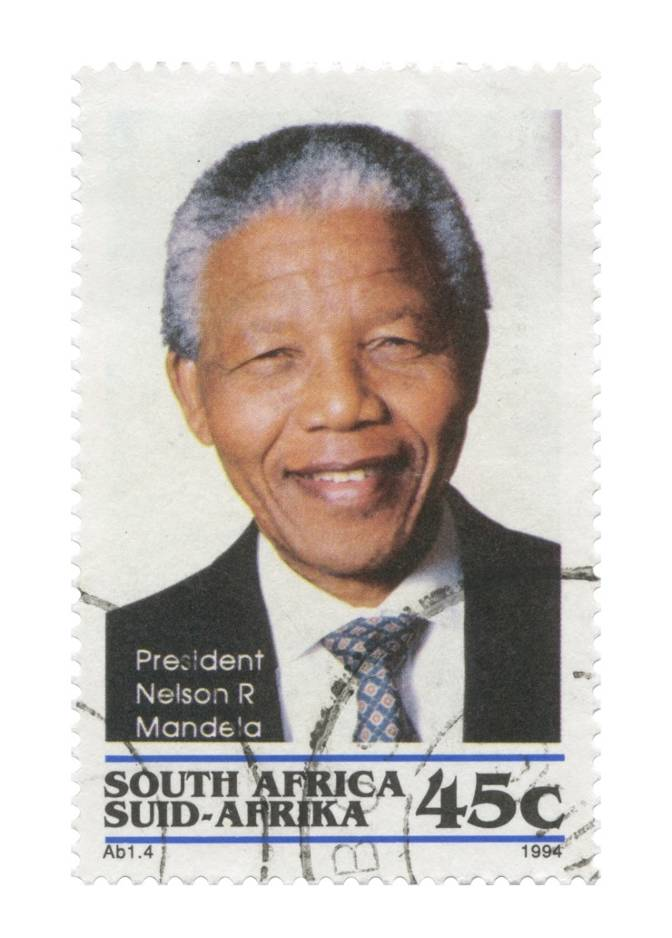 President
Nelson R
Mandela
SOUTH AFRICA
SUID-AFRIKA
45c
Ab1.4
1994